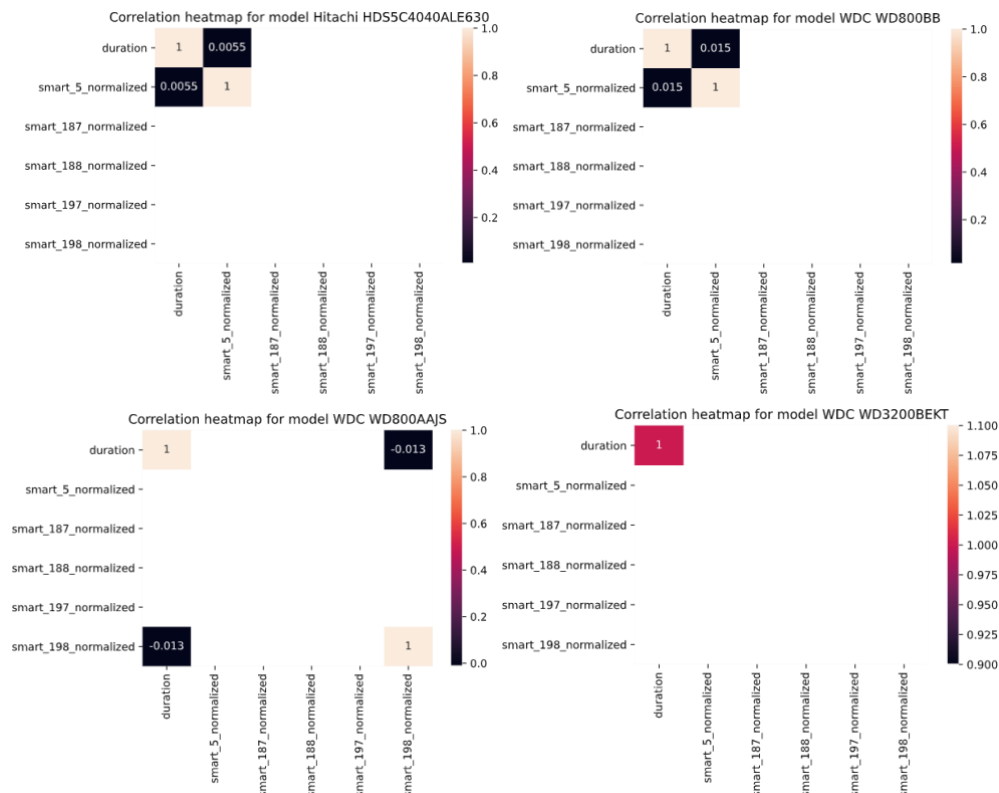 Correlation heatmap for model Hitachi HDS5C4040ALE630
duration
1
0.0055
smart_5_normalized
0.0055
1
smart_187_normalized
smart_188_normalized
smart_197_normalized
smart_198_normalized
duration
smart_5_normalized
smart_187_normalized
smart_188_normalized
smart_197_normalized
smart_198_normalized
1.0
0.8
0.6
0.4
0.2
Correlation heatmap for model WDC WD800BB
duration
1
0.015
smart_5_normalized
0.015
1
smart_187_normalized
smart_188_normalized
smart_197_normalized
smart_198_normalized
duration
smart_5_normalized
smart_187_normalized
smart_188_normalized
smart_197_normalized
smart_198_normalized
1.0
0.8
0.6
0.4
0.2
Correlation heatmap for model WDC WD800AAJS
duration
1
-0.013
smart_5_normalized
smart_187_normalized
smart_188_normalized
smart_197_normalized
smart_198_normalized
-0.013
1
duration
smart_5_normalized
smart_187_normalized
smart_188_normalized
smart_197_normalized
smart_198_normalized
1.0
0.8
0.6
0.4
0.2
0.0
Correlation heatmap for model WDC WD3200BEKT
duration
1
smart_5_normalized
smart_187_normalized
smart_188_normalized
smart_197_normalized
smart_198_normalized
duration
smart_5_normalized
smart_187_normalized
smart_188_normalized
smart_197_normalized
smart_198_normalized
1.100
1.075
1.050
1.025
1.000
0.975
0.950
0.925
0.900